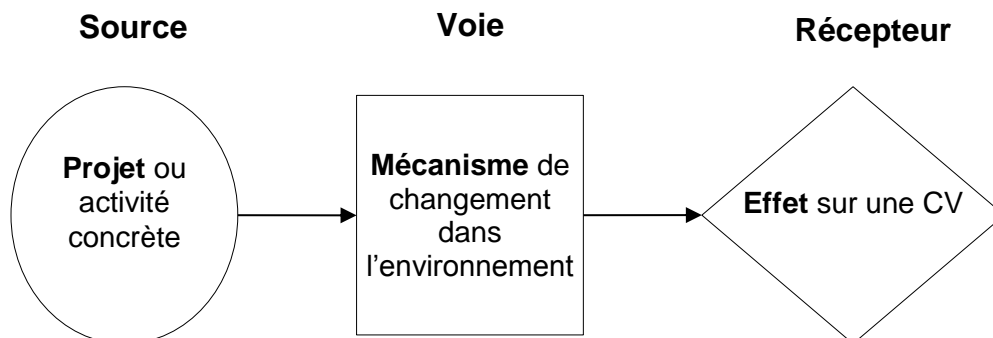 Source
Voie
Récepteur
Projet ou
activité
concrète
Mécanisme de
changement
dans
l’environnement
Effet sur une CV